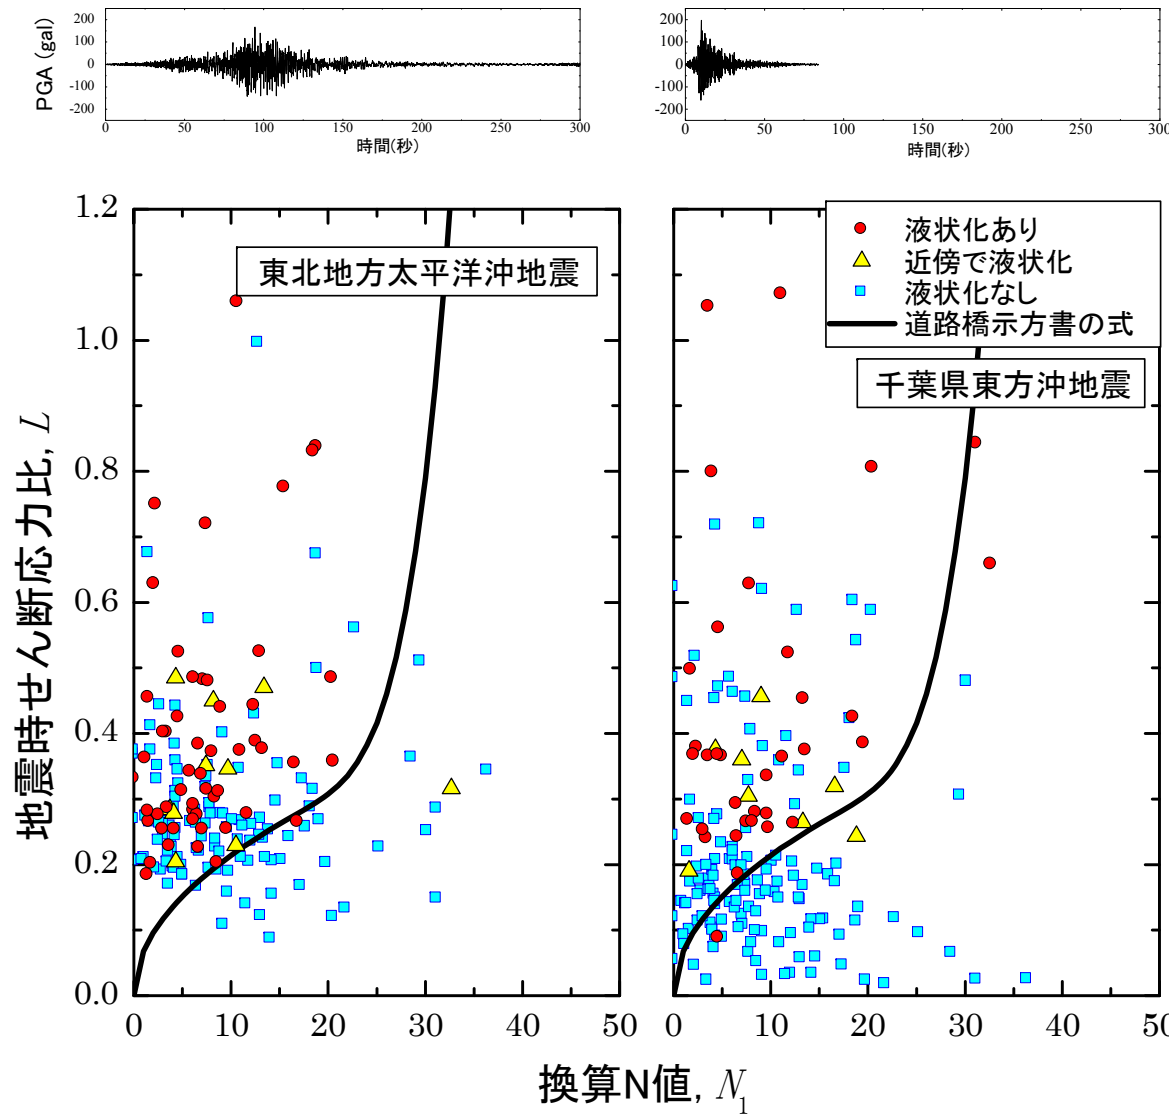 PGA (gal)
200
100
0
-100
-200
0 50 100 150 200 250 300
時間(秒)
200
100
0
-100
-200
0 50 100 150 200 250 300
時間(秒)
地震時せん断応力比, L
1.2
1.0
0.8
0.6
0.4
0.2
0.0
東北地方太平洋沖地震
0 10 20 30 40 50
液状化あり
近傍で液状化
液状化なし
道路橋示方書の式
千葉県東方沖地震
0 10 20 30 40 50
換算N値, N1